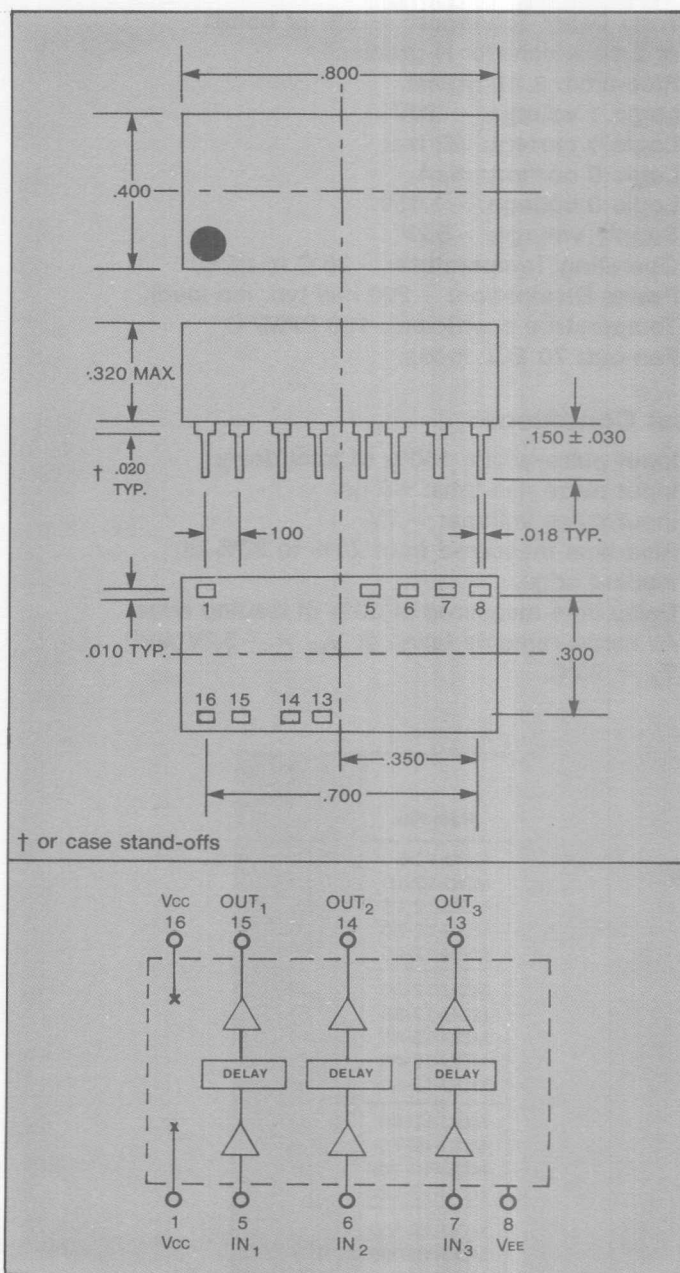 .800
.400
.320 MAX.
.150 ± .030
† .020
TYP.
100
.018 TYP.
1 5 6 7 8
.010 TYP.
.300
16 15 14 13
.350
.700
† or case stand-offs
VCC OUT₁ OUT₂ OUT₃
16 15 14 13
DELAY DELAY DELAY
1 5 6 7 8
VCC IN₁ IN₂ IN₃ VEE